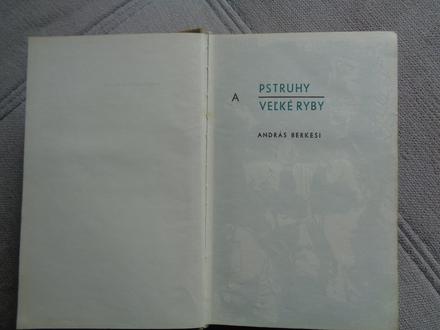 PSTRUHY
A
VEĽKÉ RYBY
ANDRÁS BERKESI